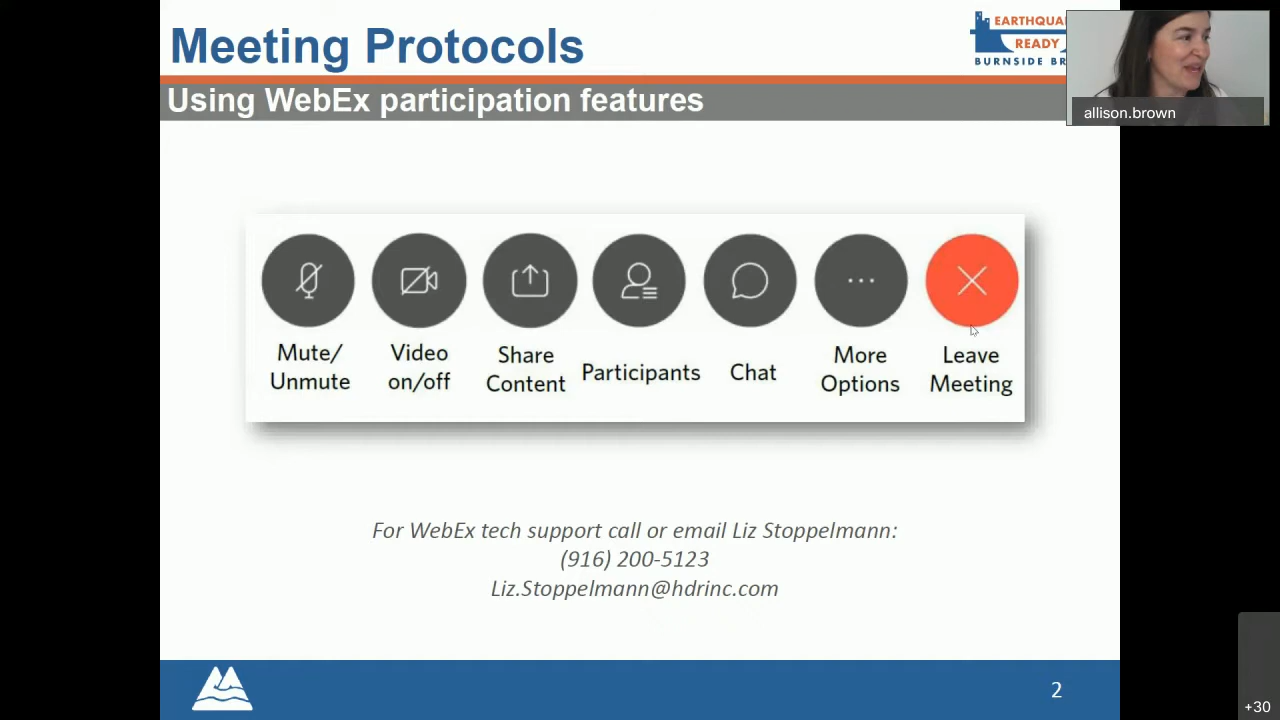 Meeting Protocols
EARTHQUA
READY
BURNSIDE BR
allison.brown
Using WebEx participation features
Mute/
Unmute
Video
on/off
Share
Content
Participants
Chat
More
Options
Leave
Meeting
For WebEx tech support call or email Liz Stoppelmann:
(916) 200-5123
Liz.Stoppelmann@hdrinc.com
2
+30